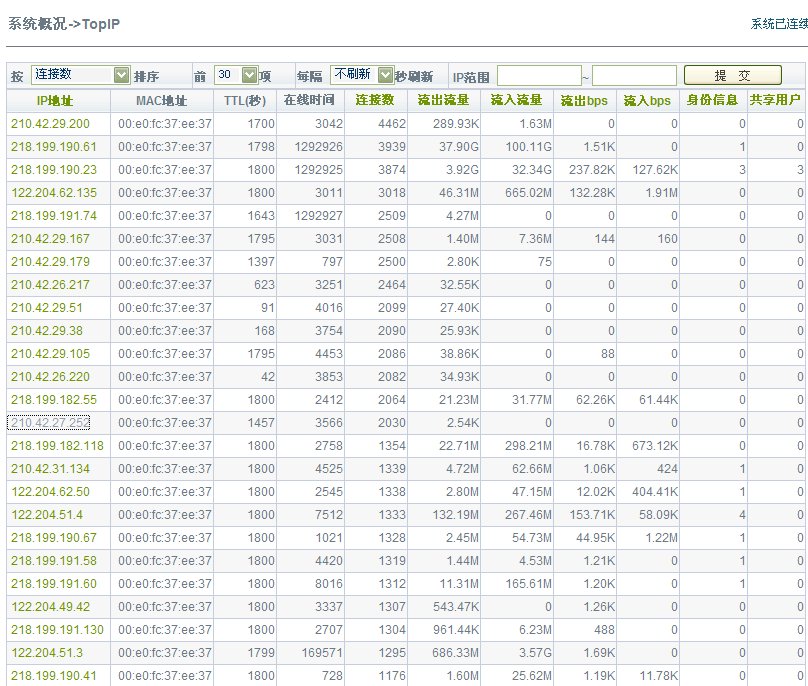 系统概况->TopIP 系统已连续
按 连接数 排序 前 30 项 每隔 不刷新 秒刷新 IP范围 ~ 提 交
IP地址 MAC地址 TTL(秒) 在线时间 连接数 流出流量 流入流量 流出bps 流入bps 身份信息 共享用户
210.42.29.200 00:e0:fc:37:ee:37 1700 3042 4462 289.93K 1.63M 0 0 0 0
218.199.190.61 00:e0:fc:37:ee:37 1798 1292926 3939 37.90G 100.11G 1.51K 0 1 0
218.199.190.23 00:e0:fc:37:ee:37 1800 1292925 3874 3.92G 32.34G 237.82K 127.62K 3 3
122.204.62.135 00:e0:fc:37:ee:37 1800 3011 3018 46.31M 665.02M 132.28K 1.91M 0 0
218.199.191.74 00:e0:fc:37:ee:37 1643 1292927 2509 4.27M 0 0 0 0 0
210.42.29.167 00:e0:fc:37:ee:37 1795 3031 2508 1.40M 7.36M 144 160 0 0
210.42.29.179 00:e0:fc:37:ee:37 1397 797 2500 2.80K 75 0 0 0 0
210.42.26.217 00:e0:fc:37:ee:37 623 3251 2464 32.55K 0 0 0 0 0
210.42.29.51 00:e0:fc:37:ee:37 91 4016 2099 27.40K 0 0 0 0 0
210.42.29.38 00:e0:fc:37:ee:37 168 3754 2090 25.93K 0 0 0 0 0
210.42.29.105 00:e0:fc:37:ee:37 1795 4453 2086 38.86K 0 88 0 0 0
210.42.26.220 00:e0:fc:37:ee:37 42 3853 2082 34.93K 0 0 0 0 0
218.199.182.55 00:e0:fc:37:ee:37 1800 2412 2064 21.23M 31.77M 62.26K 61.44K 0 0
210.42.27.252 00:e0:fc:37:ee:37 1457 3566 2030 2.54K 0 0 0 0 0
218.199.182.118 00:e0:fc:37:ee:37 1800 2758 1354 22.71M 298.21M 16.78K 673.12K 0 0
210.42.31.134 00:e0:fc:37:ee:37 1800 4525 1339 4.72M 62.66M 1.06K 424 1 0
122.204.62.50 00:e0:fc:37:ee:37 1800 2545 1338 2.80M 47.15M 12.02K 404.41K 1 0
122.204.51.4 00:e0:fc:37:ee:37 1800 7512 1333 132.19M 267.46M 153.71K 58.09K 4 0
218.199.190.67 00:e0:fc:37:ee:37 1800 1021 1328 2.45M 54.73M 44.95K 1.22M 1 0
218.199.191.58 00:e0:fc:37:ee:37 1800 4420 1319 1.44M 4.53M 1.21K 0 1 0
218.199.191.60 00:e0:fc:37:ee:37 1800 8016 1312 11.31M 165.61M 1.20K 0 1 0
122.204.49.42 00:e0:fc:37:ee:37 1800 3337 1307 543.47K 0 1.26K 0 0 0
218.199.191.130 00:e0:fc:37:ee:37 1800 2707 1304 961.44K 6.23M 488 0 0 0
122.204.51.3 00:e0:fc:37:ee:37 1799 169571 1295 686.33M 3.57G 1.69K 0 0 0
218.199.190.41 00:e0:fc:37:ee:37 1800 728 1176 1.60M 25.62M 1.19K 11.78K 0 0